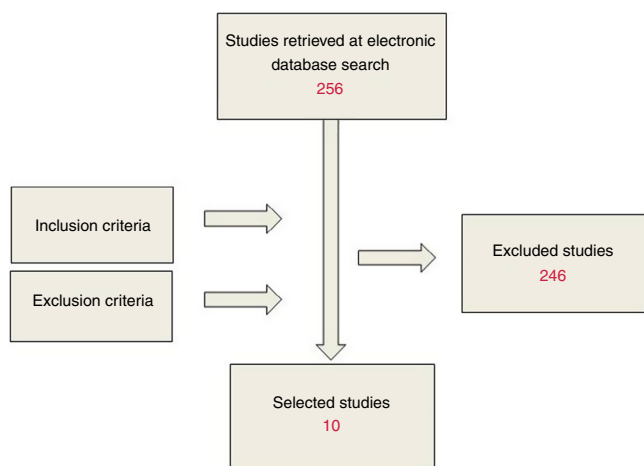 Studies retrieved at electronic
database search
256
Inclusion criteria
Exclusion criteria
Excluded studies
246
Selected studies
10